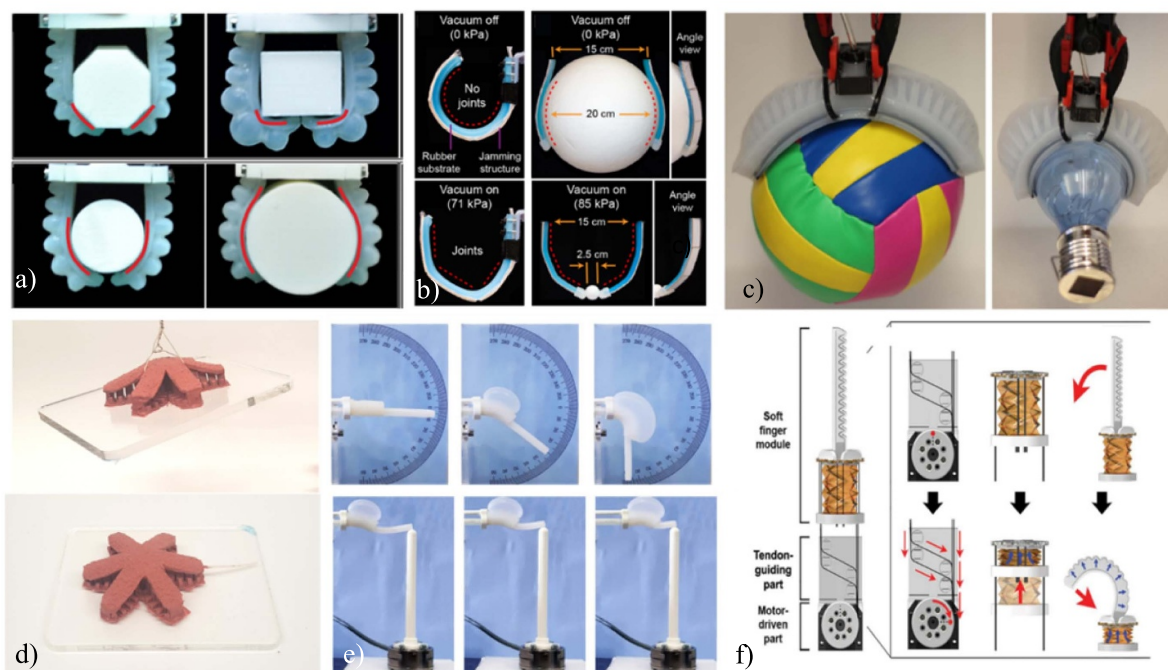 a)
Vacuum off
(0 kPa)
No
joints
Rubber
substrate
Jamming
structure
Vacuum off
(0 kPa)
15 cm
20 cm
Angle
view
Vacuum on
(71 kPa)
Joints
Vacuum on
(85 kPa)
15 cm
2.5 cm
Angle
view
b)
c)
d)
e)
Soft
finger
module
Tendon-
guiding
part
Motor-
driven
part
f)